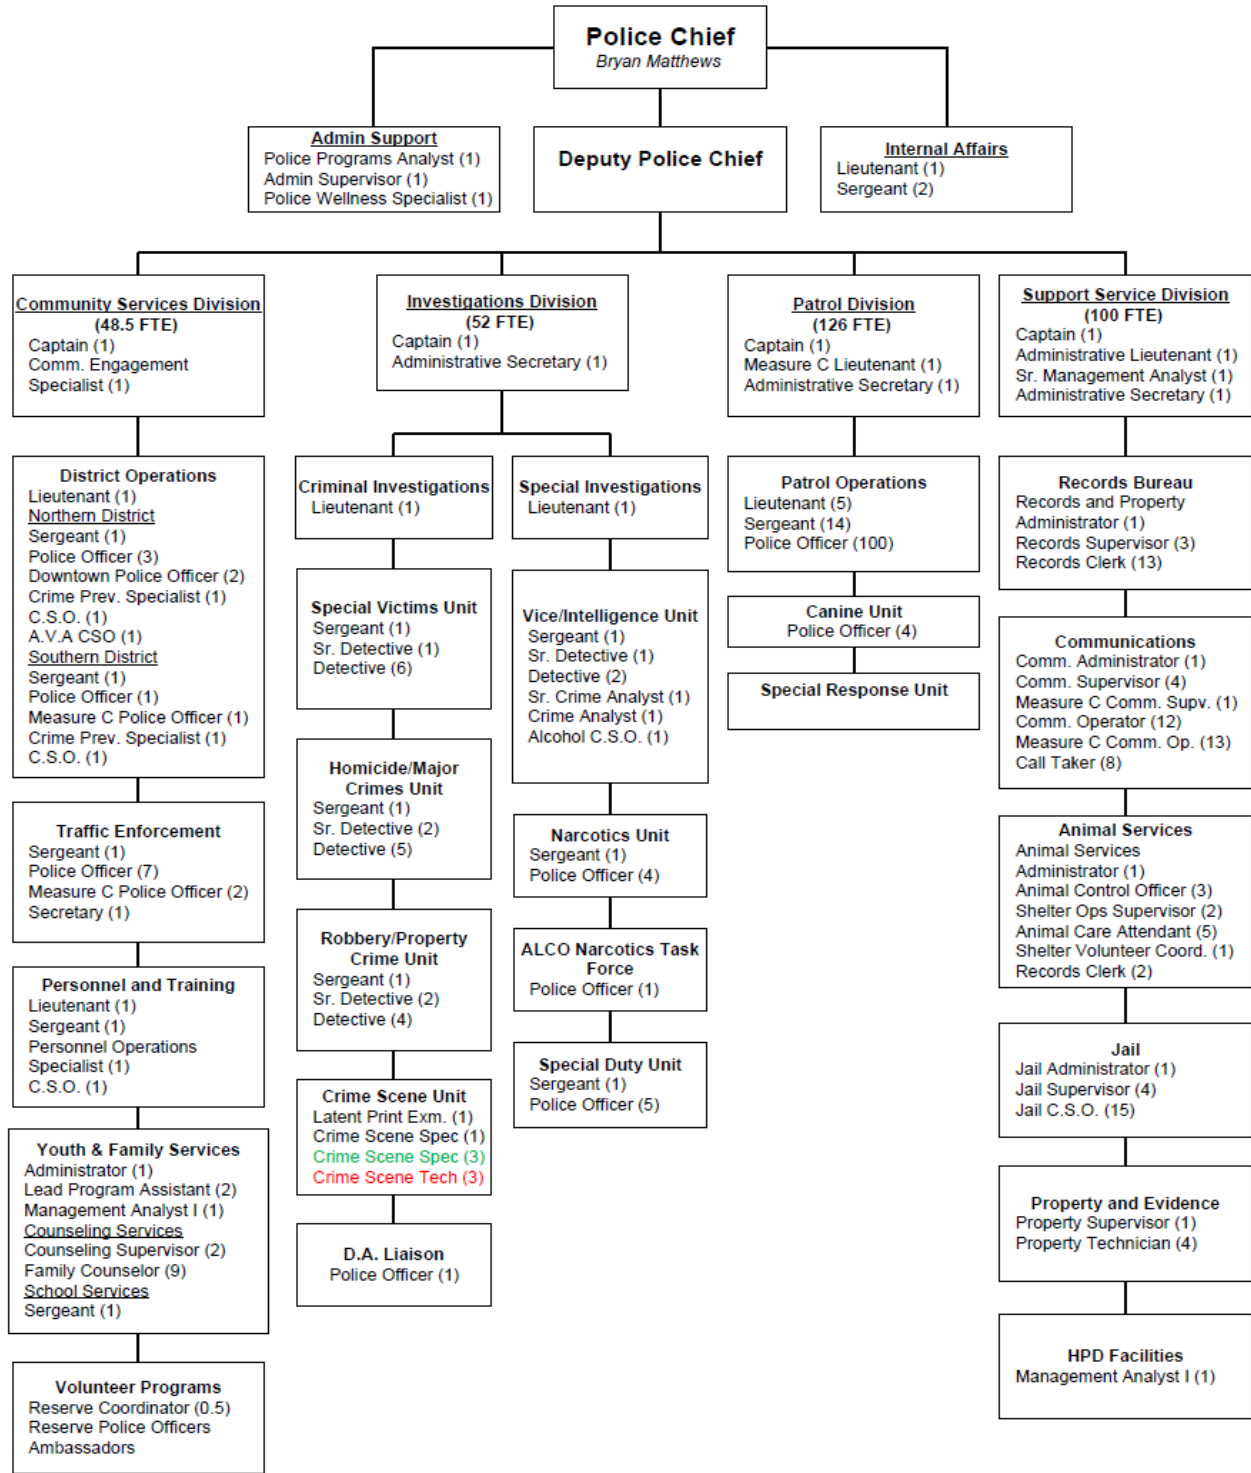 Police Chief
Bryan Matthews
Admin Support
Police Programs Analyst (1)
Admin Supervisor (1)
Police Wellness Specialist (1)
Deputy Police Chief
Internal Affairs
Lieutenant (1)
Sergeant (2)
Community Services Division
(48.5 FTE)
Captain (1)
Comm. Engagement
Specialist (1)
Investigations Division
(52 FTE)
Captain (1)
Administrative Secretary (1)
Patrol Division
(126 FTE)
Captain (1)
Measure C Lieutenant (1)
Administrative Secretary (1)
Support Service Division
(100 FTE)
Captain (1)
Administrative Lieutenant (1)
Sr. Management Analyst (1)
Administrative Secretary (1)
District Operations
Lieutenant (1)
Northern District
Sergeant (1)
Police Officer (3)
Downtown Police Officer (2)
Crime Prev. Specialist (1)
C.S.O. (1)
A.V.A CSO (1)
Southern District
Sergeant (1)
Police Officer (1)
Measure C Police Officer (1)
Crime Prev. Specialist (1)
C.S.O. (1)
Traffic Enforcement
Sergeant (1)
Police Officer (7)
Measure C Police Officer (2)
Secretary (1)
Personnel and Training
Lieutenant (1)
Sergeant (1)
Personnel Operations
Specialist (1)
C.S.O. (1)
Youth & Family Services
Administrator (1)
Lead Program Assistant (2)
Management Analyst I (1)
Counseling Services
Counseling Supervisor (2)
Family Counselor (9)
School Services
Sergeant (1)
Volunteer Programs
Reserve Coordinator (0.5)
Reserve Police Officers
Ambassadors
Criminal Investigations
Lieutenant (1)
Special Victims Unit
Sergeant (1)
Sr. Detective (1)
Detective (6)
Homicide/Major
Crimes Unit
Sergeant (1)
Sr. Detective (2)
Detective (5)
Robbery/Property
Crime Unit
Sergeant (1)
Sr. Detective (2)
Detective (4)
Crime Scene Unit
Latent Print Exm. (1)
Crime Scene Spec (1)
Crime Scene Spec (3)
Crime Scene Tech (3)
D.A. Liaison
Police Officer (1)
Special Investigations
Lieutenant (1)
Vice/Intelligence Unit
Sergeant (1)
Sr. Detective (1)
Detective (2)
Sr. Crime Analyst (1)
Crime Analyst (1)
Alcohol C.S.O. (1)
Narcotics Unit
Sergeant (1)
Police Officer (4)
ALCO Narcotics Task
Force
Police Officer (1)
Special Duty Unit
Sergeant (1)
Police Officer (5)
Patrol Operations
Lieutenant (5)
Sergeant (14)
Police Officer (100)
Canine Unit
Police Officer (4)
Special Response Unit
Records Bureau
Records and Property
Administrator (1)
Records Supervisor (3)
Records Clerk (13)
Communications
Comm. Administrator (1)
Comm. Supervisor (4)
Measure C Comm. Supv. (1)
Comm. Operator (12)
Measure C Comm. Op. (13)
Call Taker (8)
Animal Services
Animal Services
Administrator (1)
Animal Control Officer (3)
Shelter Ops Supervisor (2)
Animal Care Attendant (5)
Shelter Volunteer Coord. (1)
Records Clerk (2)
Jail
Jail Administrator (1)
Jail Supervisor (4)
Jail C.S.O. (15)
Property and Evidence
Property Supervisor (1)
Property Technician (4)
HPD Facilities
Management Analyst I (1)